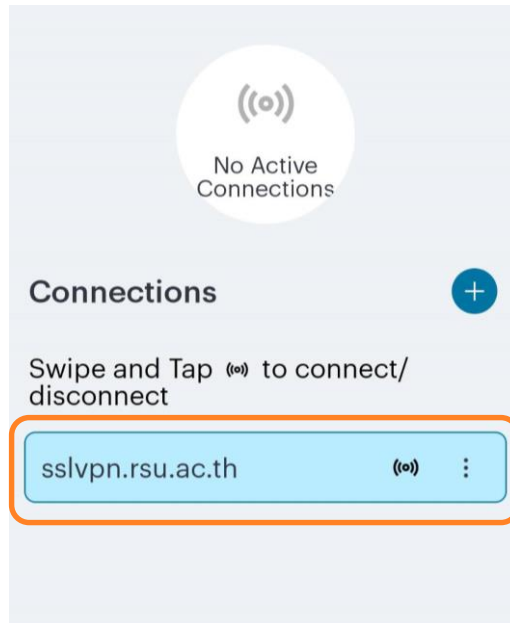 No Active
Connections
Connections
Swipe and Tap to connect/
disconnect
sslvpn.rsu.ac.th